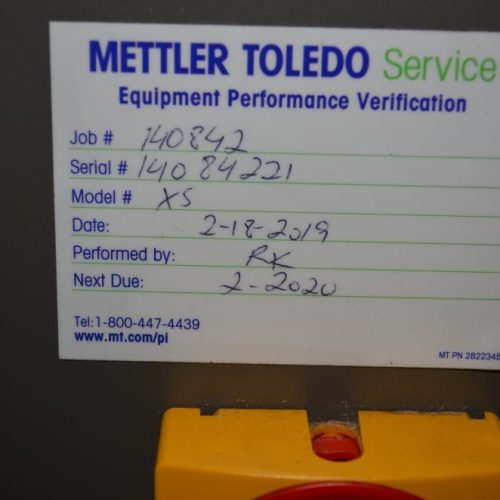 METTLER TOLEDO Service
Equipment Performance Verification
Job # 140842
Serial # 14084221
Model # XS
Date: 2-18-2019
Performed by: RK
Next Due: 2-2020
Tel:1-800-447-4439
www.mt.com/pi
MT PN 2822345